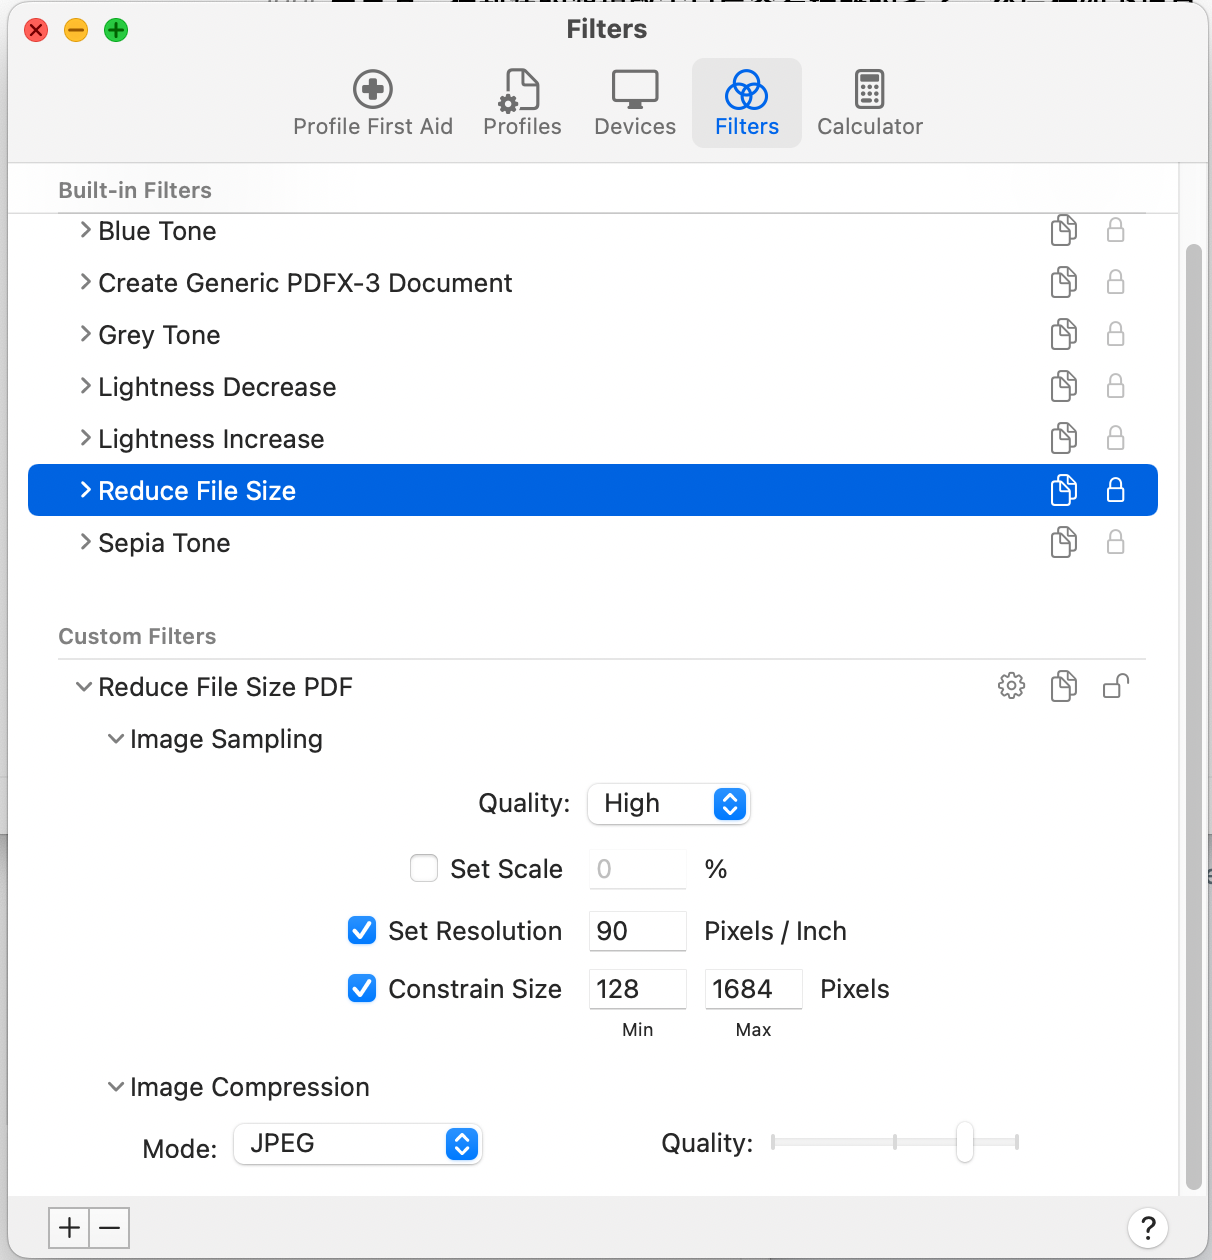 Filters
Profile First Aid
Profiles
Devices
Filters
Calculator
Built-in Filters
Blue Tone
Create Generic PDFX-3 Document
Grey Tone
Lightness Decrease
Lightness Increase
Reduce File Size
Sepia Tone
Custom Filters
Reduce File Size PDF
Image Sampling
Quality: High
Set Scale 0 %
Set Resolution 90 Pixels / Inch
Constrain Size 128 1684 Pixels
Min Max
Image Compression
Mode: JPEG Quality:
?